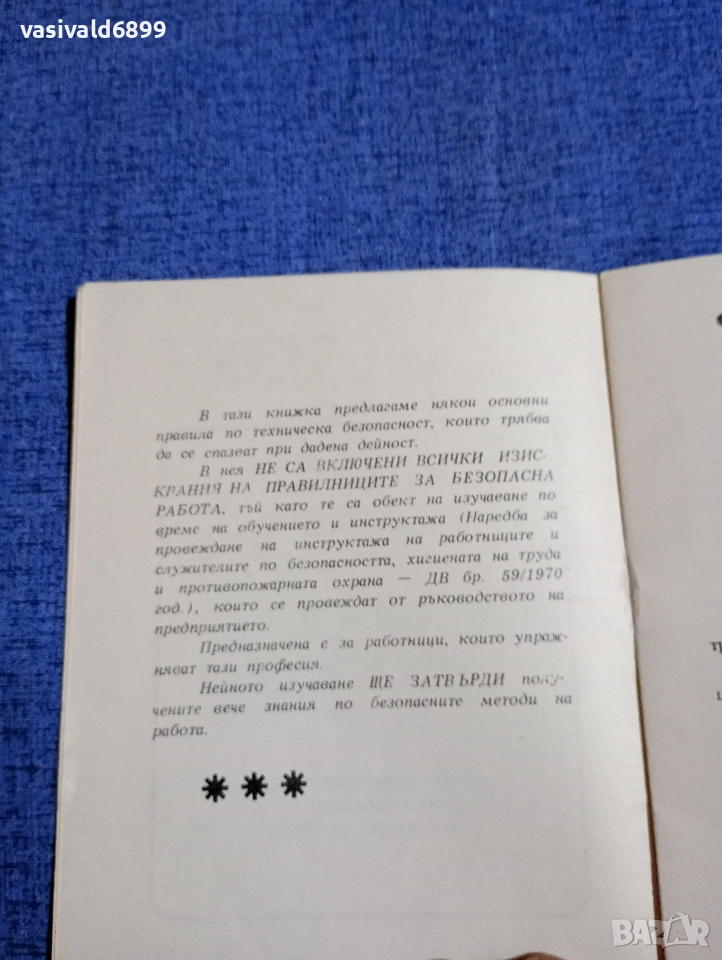 vasivald6899
В тази книжка предлагаме някои основни
правила по техническа безопасност, които трябва
да се спазват при дадена дейност.
В нея НЕ СА ВКЛЮЧЕНИ ВСИЧКИ ИЗИС-
КРАНИЯ НА ПРАВИЛНИЦИТЕ ЗА БЕЗОПАСНА
РАБОТА, тъй като те са обект на изучаване по
време на обучението и инструктажа (Наредба за
провеждане на инструктажа на работниците и
служителите по безопасността, хигиената на труда
и противопожарната охрана — ДВ бр. 59/1970
год.), които се провеждат от ръководството на
предприятието.
Предназначена е за работници, които упраж-
няват тази професия.
Нейното изучаване ЩЕ ЗАТВЪРДИ полу-
чените вече знания по безопасните методи на
работа.
* * *
BAZAR